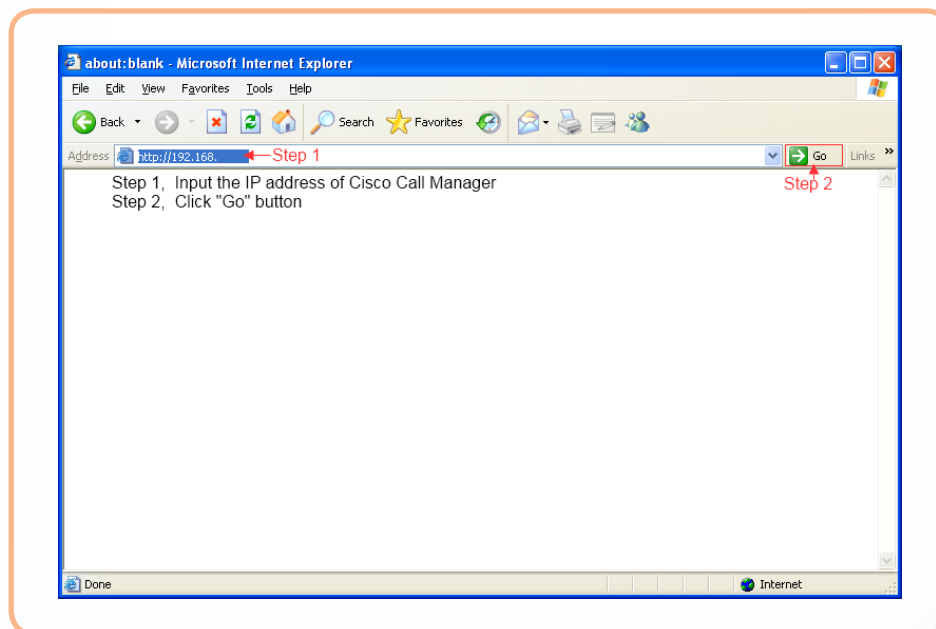 about:blank - Microsoft Internet Explorer
File Edit View Favorites Tools Help
Back Search Favorites
Address http://192.168. Step 1 Go Links »
Step 1, Input the IP address of Cisco Call Manager
Step 2
Step 2, Click "Go" button
Done Internet